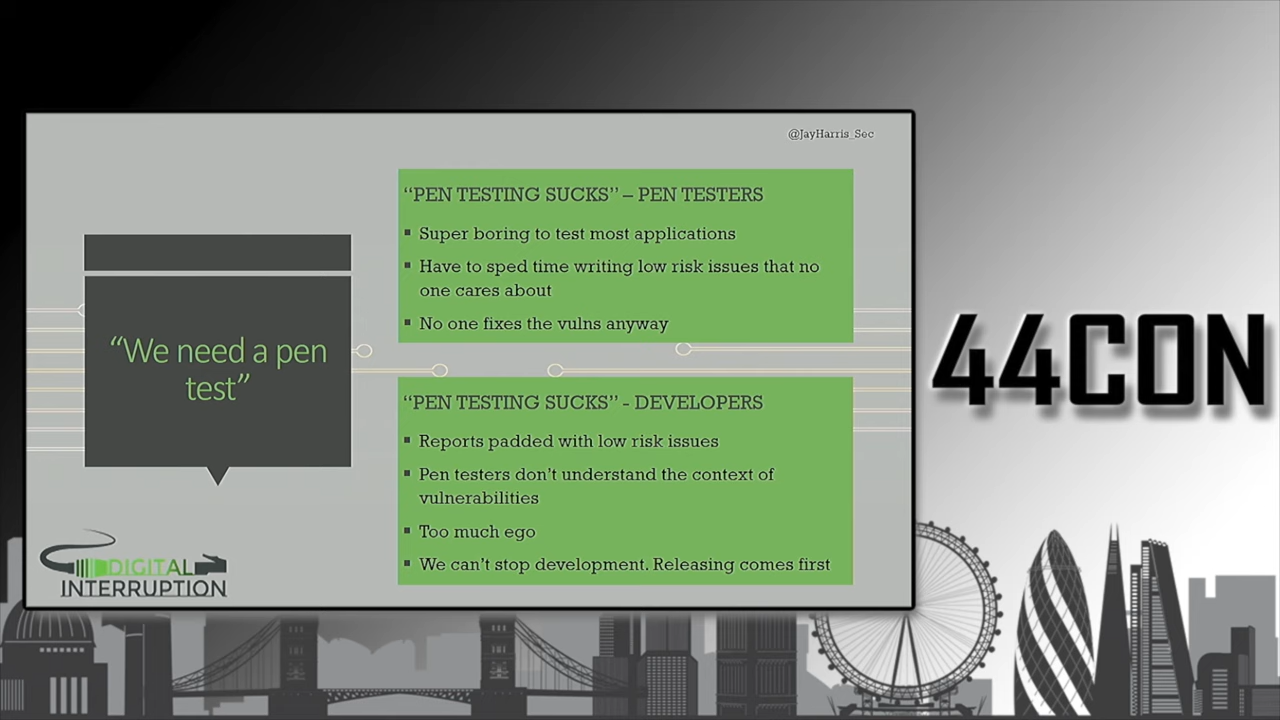 @JayHarris_Sec
“We need a pen
test”
“PEN TESTING SUCKS” – PEN TESTERS
Super boring to test most applications
Have to sped time writing low risk issues that no
one cares about
No one fixes the vulns anyway
“PEN TESTING SUCKS” - DEVELOPERS
Reports padded with low risk issues
Pen testers don’t understand the context of
vulnerabilities
Too much ego
We can’t stop development. Releasing comes first
DIGITAL
INTERRUPTION
44CON